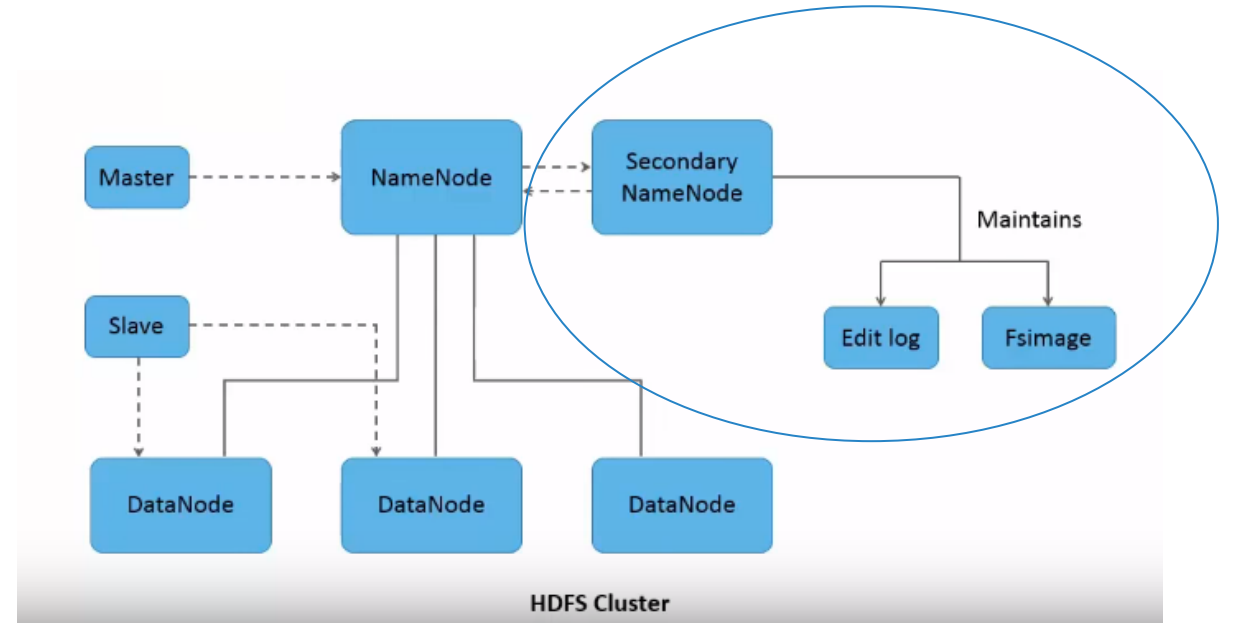 Master
NameNode
Secondary
NameNode
Maintains
Slave
Edit log
Fsimage
DataNode
DataNode
DataNode
HDFS Cluster